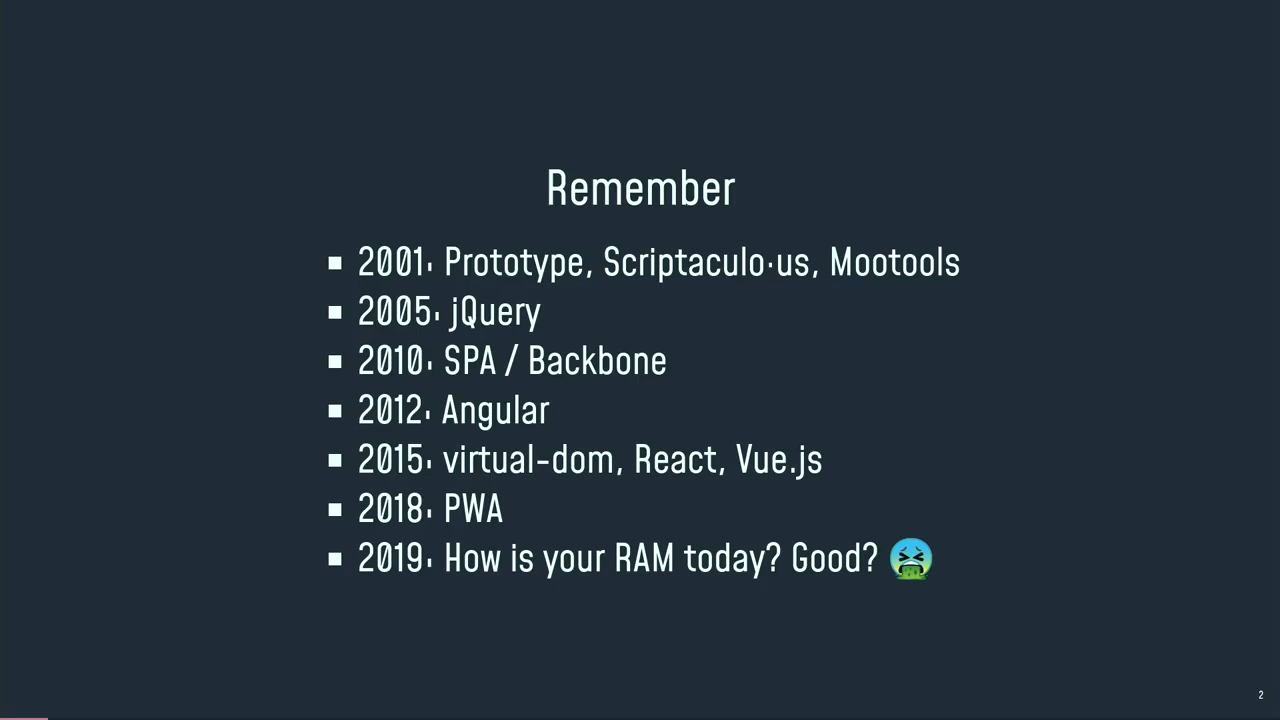 Remember
▪ 2001: Prototype, Scriptaculo·us, Mootools
▪ 2005: jQuery
▪ 2010: SPA / Backbone
▪ 2012: Angular
▪ 2015: virtual-dom, React, Vue.js
▪ 2018: PWA
▪ 2019: How is your RAM today? Good? 🤮
2